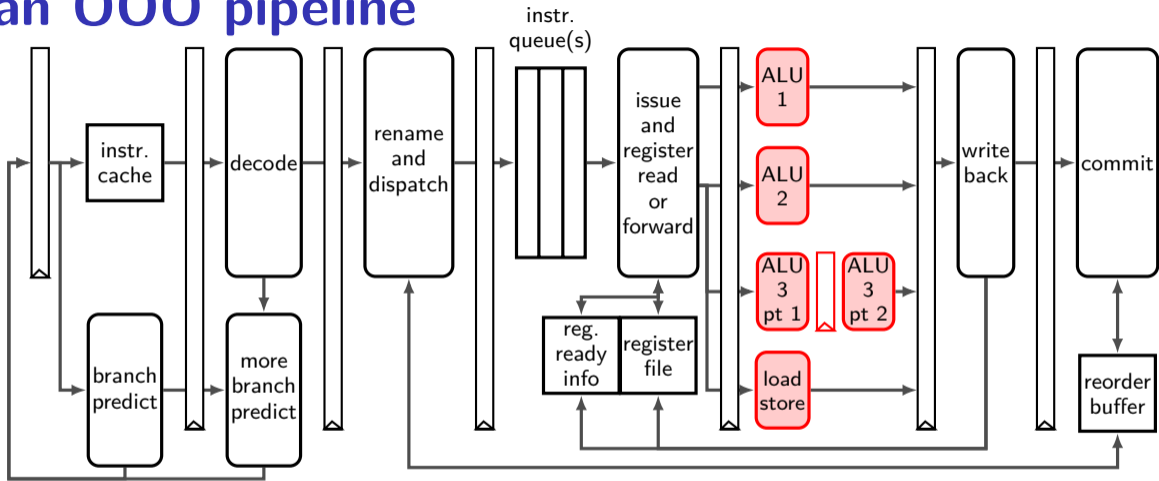 an OOO pipeline
instr.
queue(s)
instr.
cache
decode
rename
and
dispatch
issue
and
register
read
or
forward
ALU
1
ALU
2
ALU
3
pt 1
ALU
3
pt 2
load
store
write
back
commit
branch
predict
more
branch
predict
reg.
ready
info
register
file
reorder
buffer